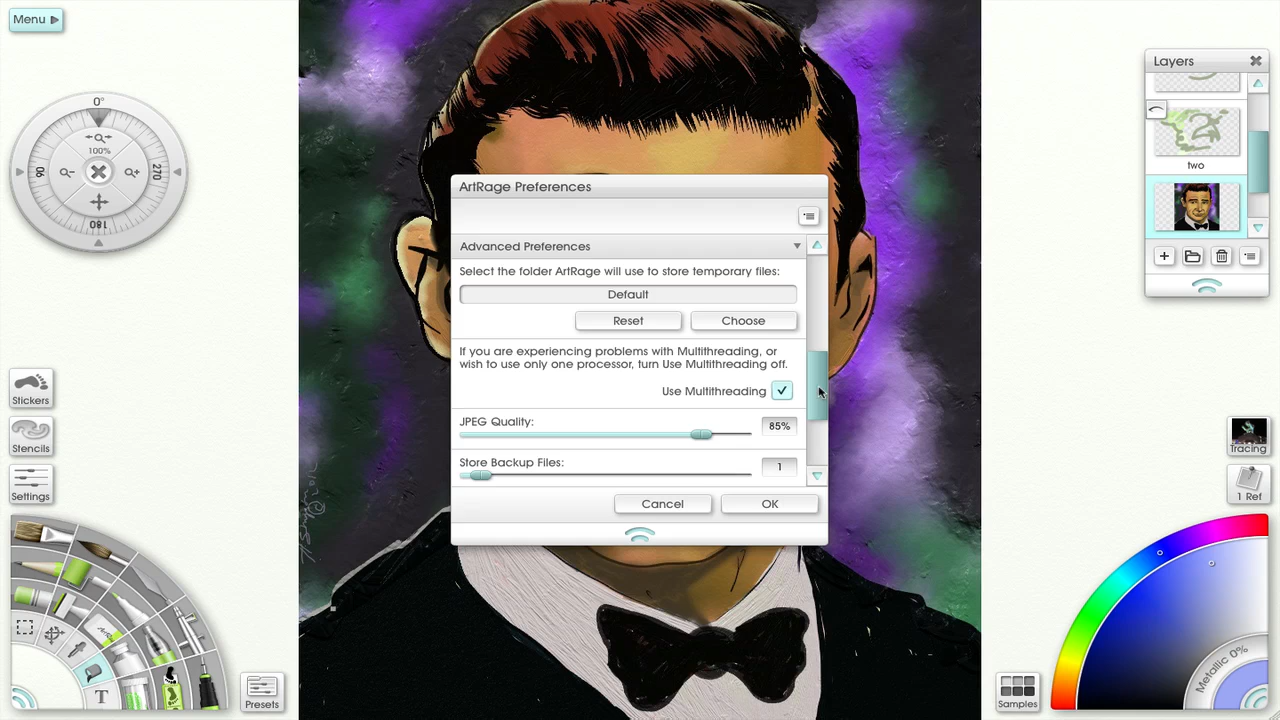 Menu
0°
100%
90
270
180
Layers
two
ArtRage Preferences
Advanced Preferences
Select the folder ArtRage will use to store temporary files:
Default
Reset
Choose
If you are experiencing problems with Multithreading, or
wish to use only one processor, turn Use Multithreading off.
Use Multithreading
JPEG Quality:
85%
Store Backup Files:
1
Cancel
OK
Stickers
Stencils
Settings
T
Presets
Tracing
1 Ref
Metallic 0%
Samples